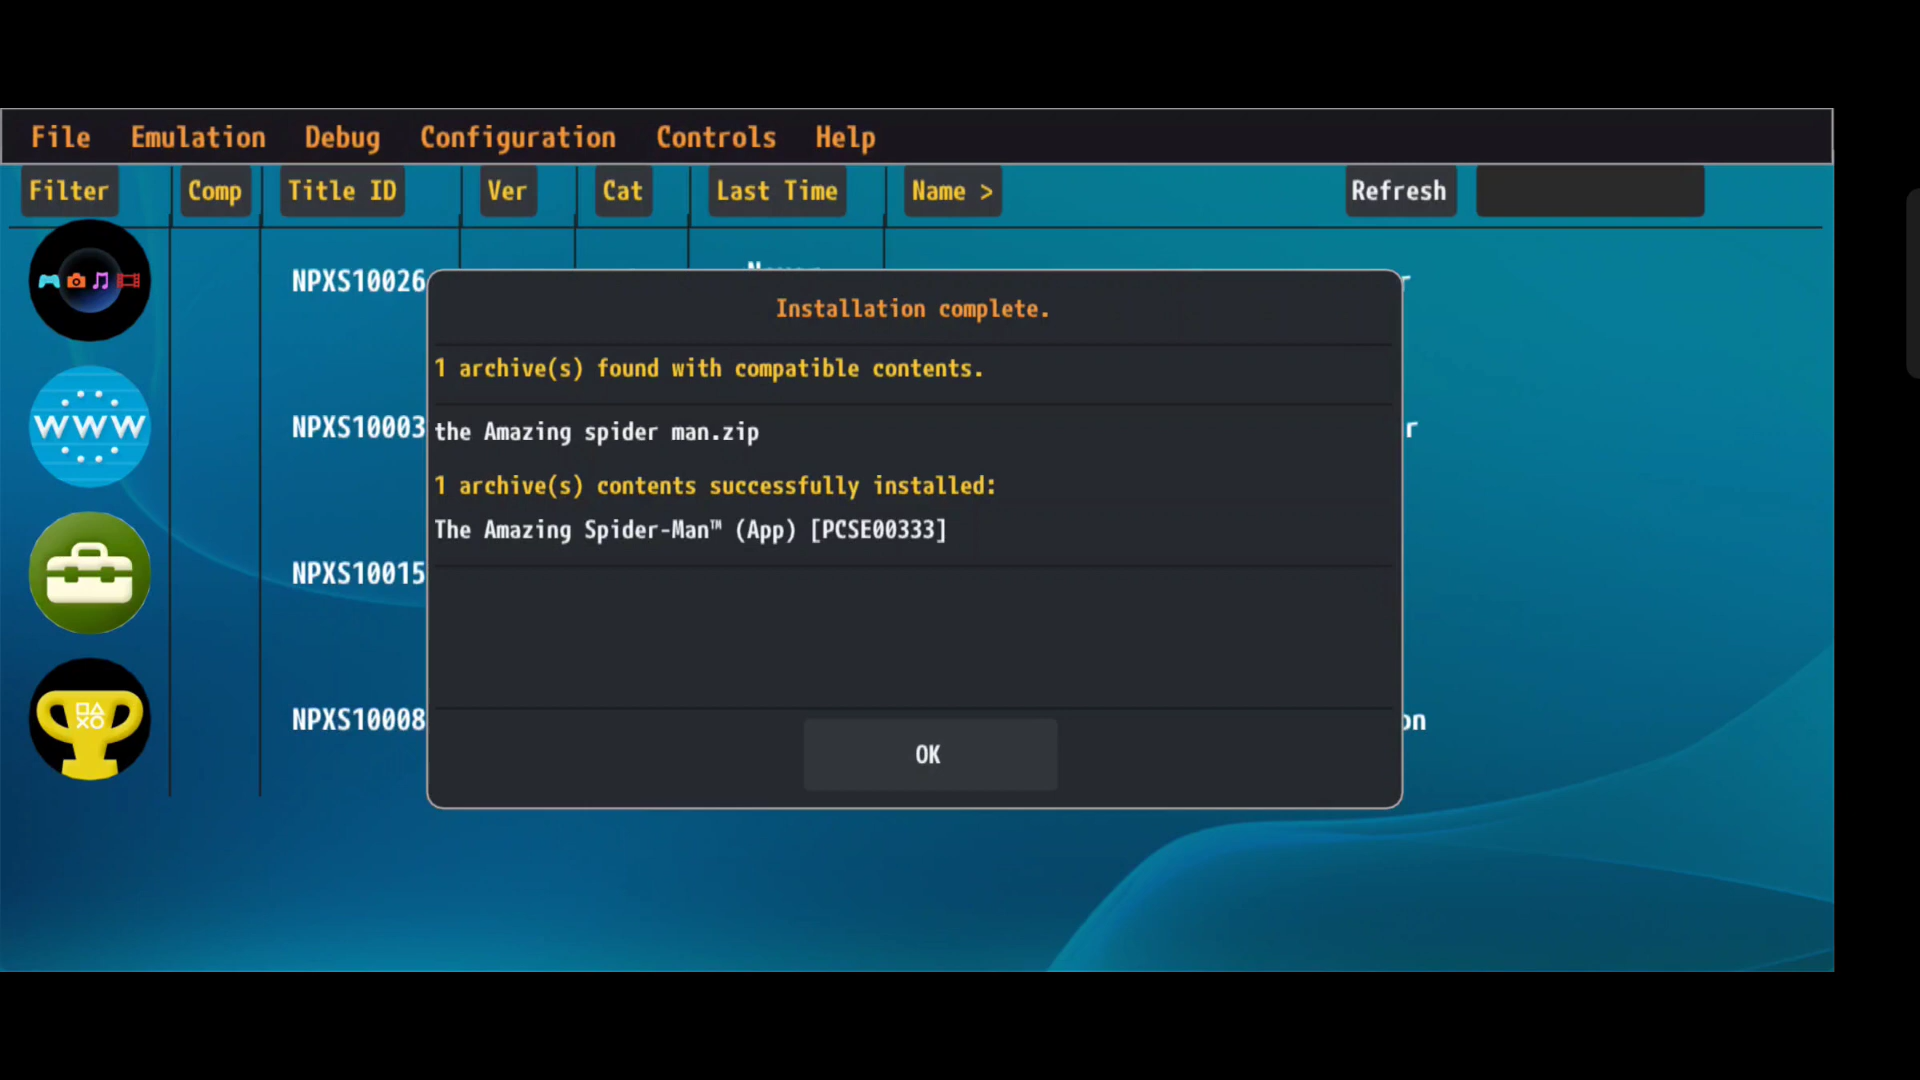 File Emulation Debug Configuration Controls Help
Filter Comp Title ID Ver Cat Last Time Name > Refresh
NPXS10026
Installation complete.
1 archive(s) found with compatible contents.
NPXS10003
the Amazing spider man.zip
1 archive(s) contents successfully installed:
The Amazing Spider-Man™ (App) [PCSE00333]
NPXS10015
NPXS10008
OK
WWW